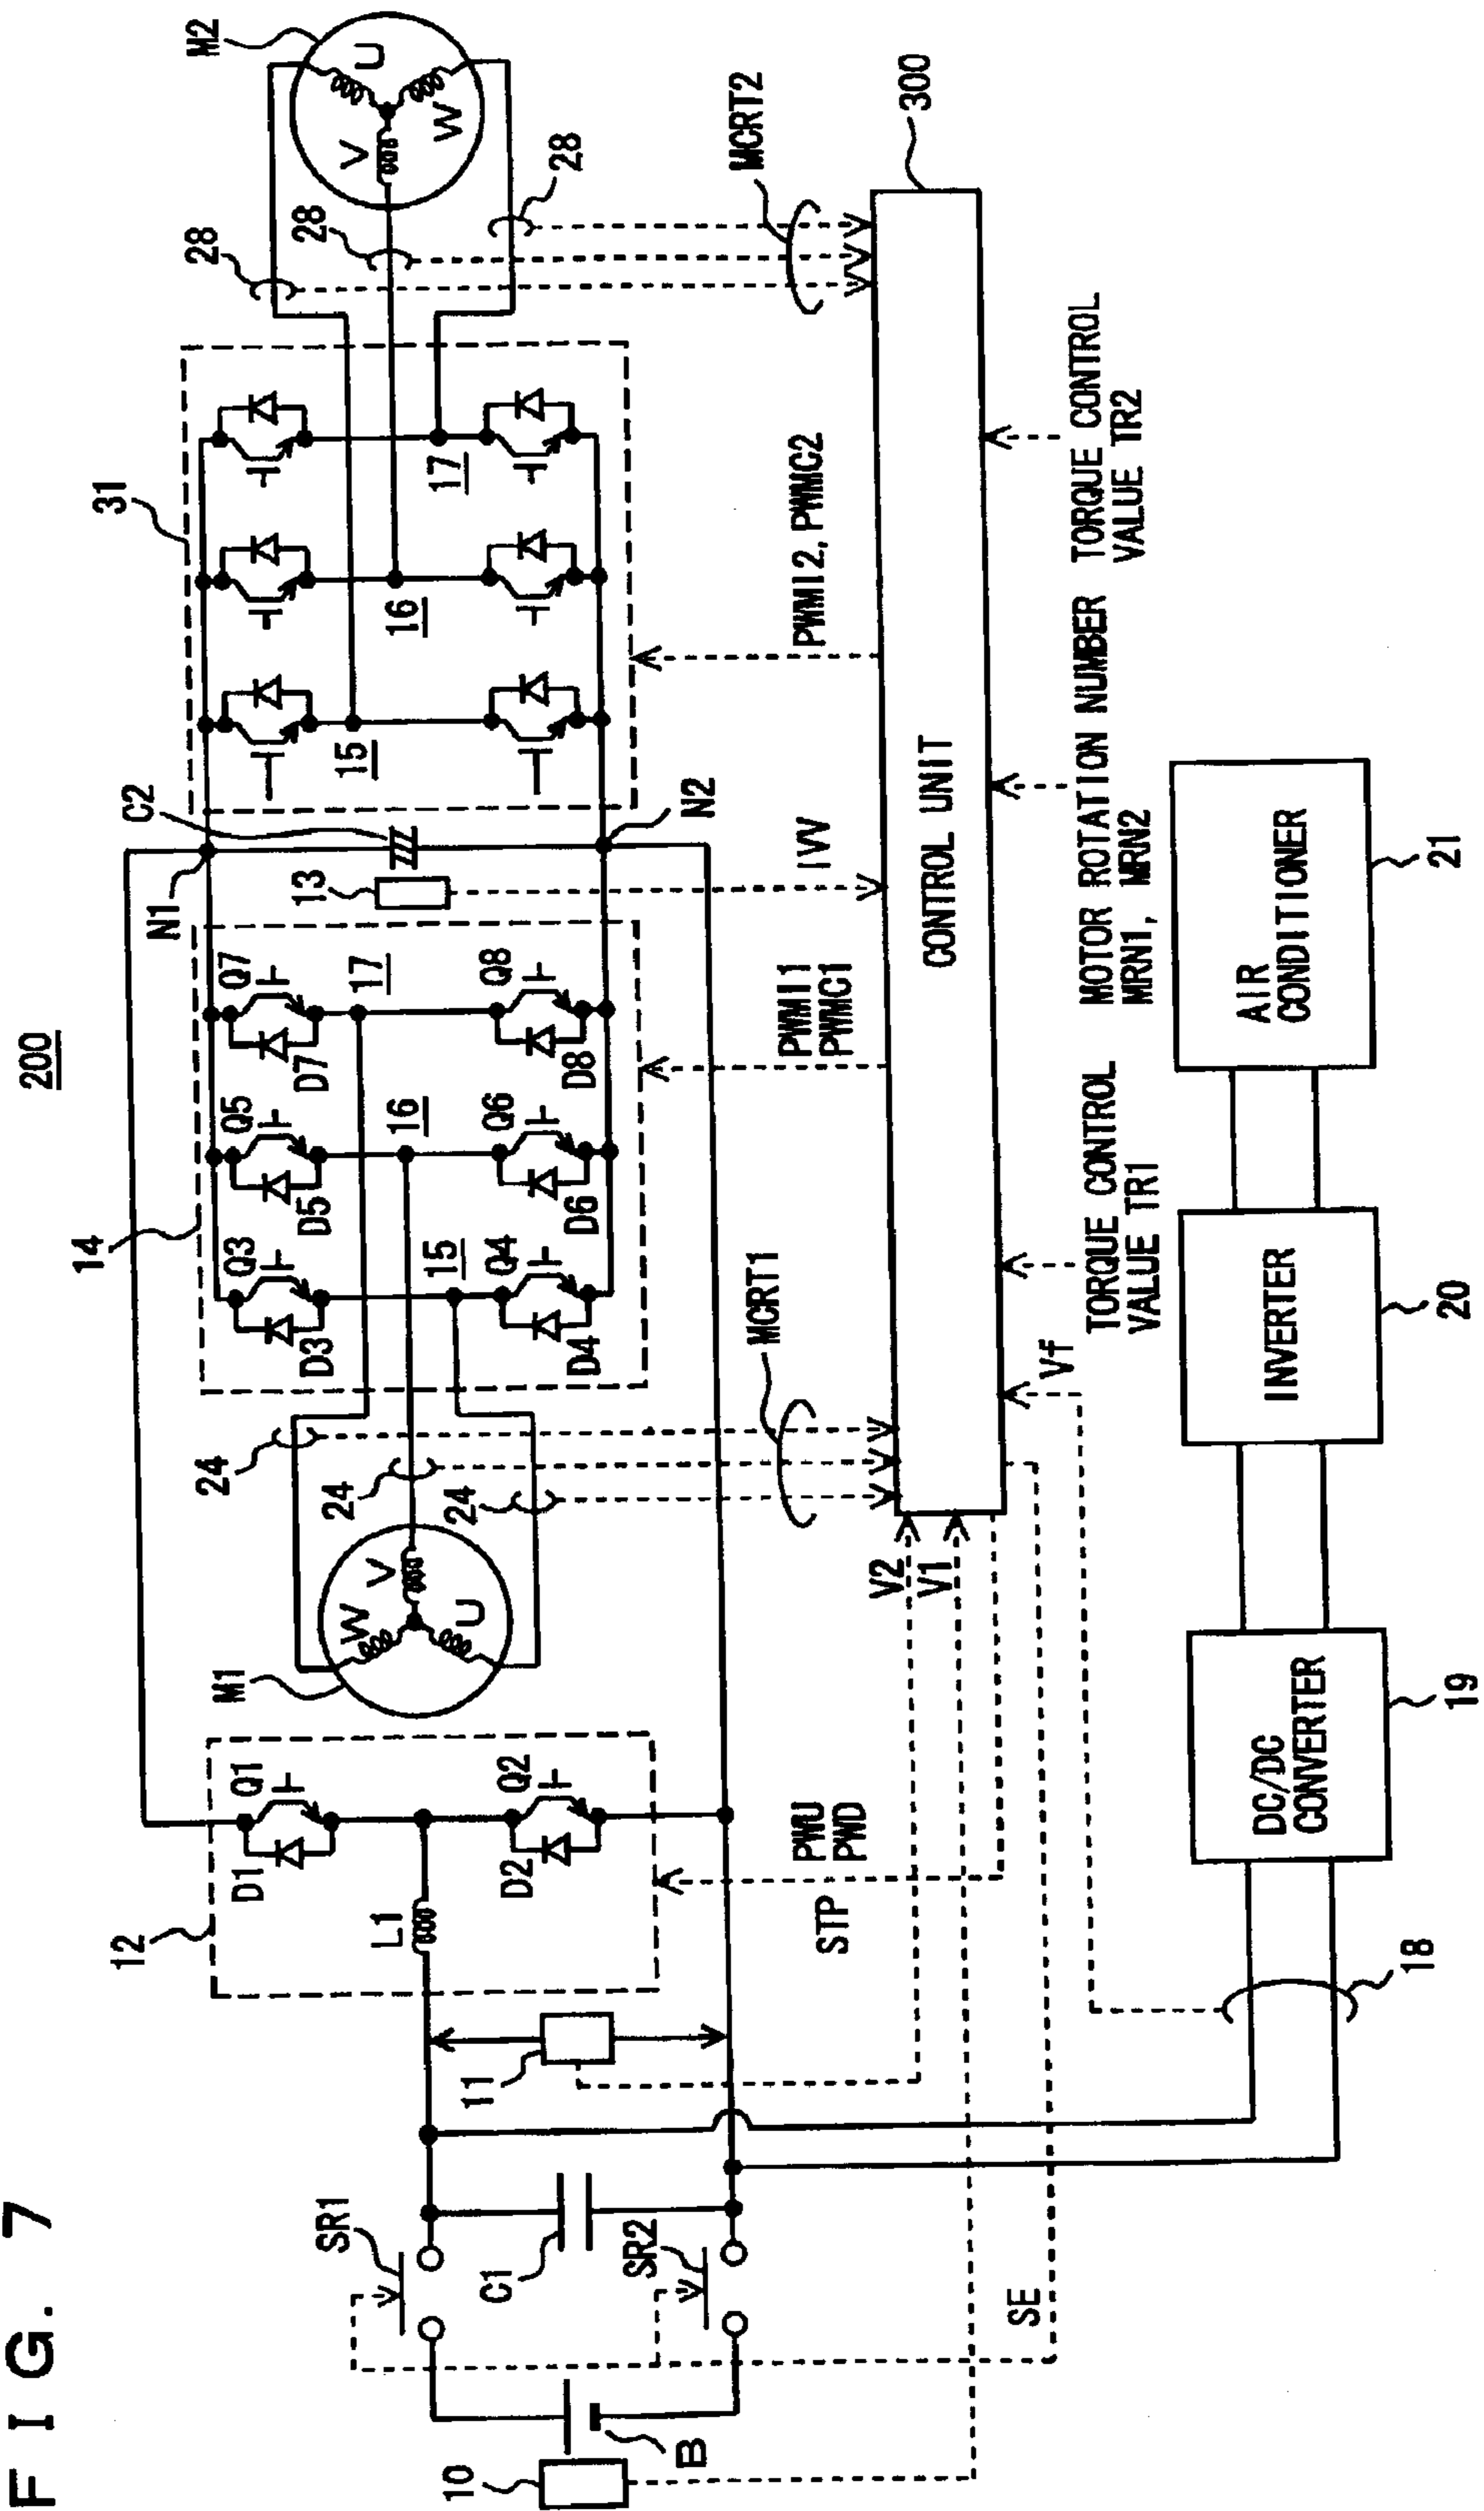 FIG. 7
200
SR1
SR2
C1
B
10
11
12
L1
Q1
D1
Q2
D2
M1
W
V
U
24
24
24
14
Q3
D3
Q5
D5
Q7
D7
15
16
17
Q4
D4
Q6
D6
Q8
D8
N1
C2
13
N2
31
15
16
17
28
28
28
M2
U
V
W
SE
STP
PWU
PWD
V2
V1
MCRT1
PWMI1
PWMC1
IVV
PWMI2, PWMC2
MCRT2
300
CONTROL UNIT
Vf
TORQUE CONTROL
VALUE TR1
MOTOR ROTATION NUMBER
MRN1, MRN2
TORQUE CONTROL
VALUE TR2
18
DC/DC
CONVERTER
19
INVERTER
20
AIR
CONDITIONER
21